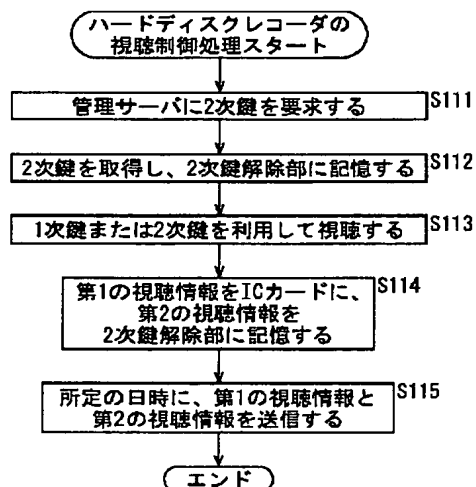 ハードディスクレコーダの
視聴制御処理スタート
管理サーバに2次鍵を要求する
S111
2次鍵を取得し、2次鍵解除部に記憶する
S112
1次鍵または2次鍵を利用して視聴する
S113
第1の視聴情報をICカードに、
第2の視聴情報を
2次鍵解除部に記憶する
S114
所定の日時に、第1の視聴情報と
第2の視聴情報を送信する
S115
エンド